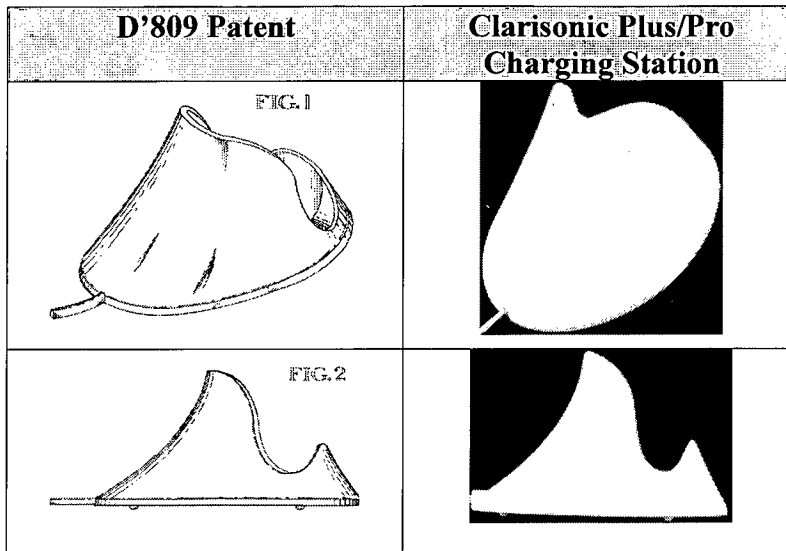 D’809 Patent
Clarisonic Plus/Pro
Charging Station
FIG. 1
FIG. 2